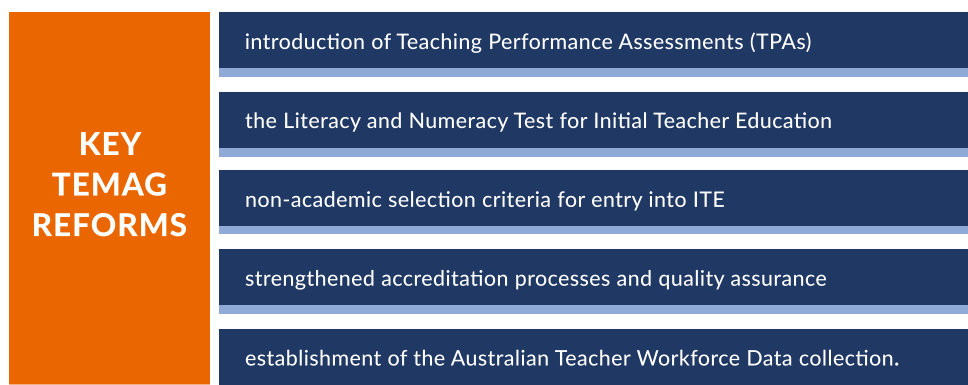 KEY
TEMAG
REFORMS
introduction of Teaching Performance Assessments (TPAs)
the Literacy and Numeracy Test for Initial Teacher Education
non-academic selection criteria for entry into ITE
strengthened accreditation processes and quality assurance
establishment of the Australian Teacher Workforce Data collection.